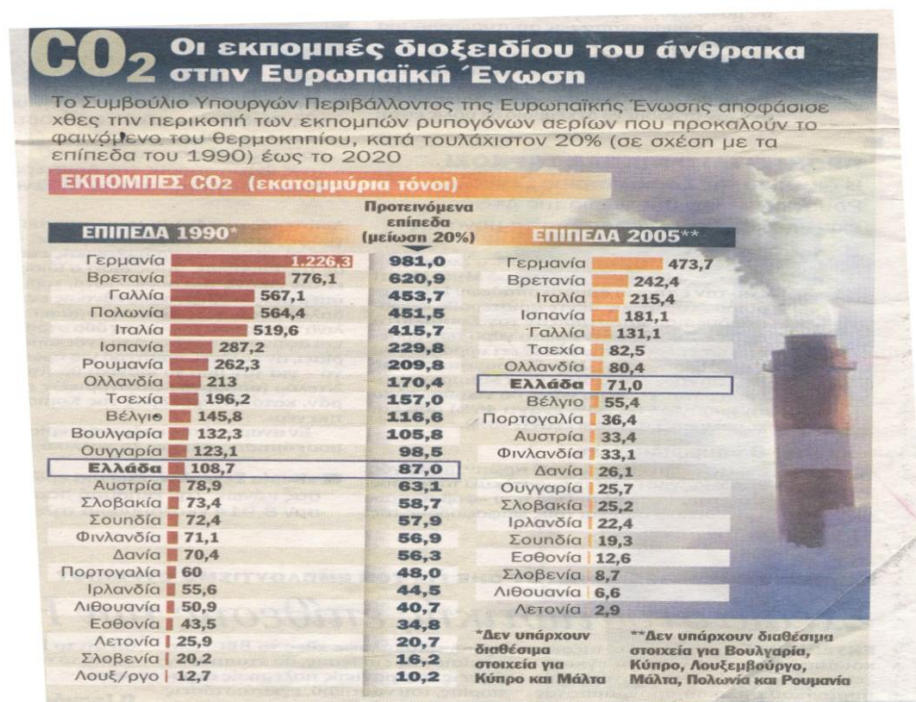 CO2 Οι εκπομπές διοξειδίου του άνθρακα
στην Ευρωπαϊκή Ένωση
Το Συμβούλιο Υπουργών Περιβάλλοντος της Ευρωπαϊκής Ένωσης αποφάσισε
χθες την περικοπή των εκπομπών ρυπογόνων αερίων που προκαλούν το
φαινόμενο του θερμοκηπίου, κατά τουλάχιστον 20% (σε σχέση με τα
επίπεδα του 1990) έως το 2020
ΕΚΠΟΜΠΕΣ CO2 (εκατομμύρια τόνοι)
ΕΠΙΠΕΔΑ 1990*
Προτεινόμενα
επίπεδα
(μείωση 20%)
Γερμανία 1.226,3 981,0
Βρετανία 776,1 620,9
Γαλλία 567,1 453,7
Πολωνία 564,4 451,5
Ιταλία 519,6 415,7
Ισπανία 287,2 229,8
Ρουμανία 262,3 209,8
Ολλανδία 213 170,4
Τσεχία 196,2 157,0
Βέλγιο 145,8 116,6
Βουλγαρία 132,3 105,8
Ουγγαρία 123,1 98,5
Ελλάδα 108,7 87,0
Αυστρία 78,9 63,1
Σλοβακία 73,4 58,7
Σουηδία 72,4 57,9
Φινλανδία 71,1 56,9
Δανία 70,4 56,3
Πορτογαλία 60 48,0
Ιρλανδία 55,6 44,5
Λιθουανία 50,9 40,7
Εσθονία 43,5 34,8
Λετονία 25,9 20,7
Σλοβενία 20,2 16,2
Λουξ/ργο 12,7 10,2
ΕΠΙΠΕΔΑ 2005**
Γερμανία 473,7
Βρετανία 242,4
Ιταλία 215,4
Ισπανία 181,1
Γαλλία 131,1
Τσεχία 82,5
Ολλανδία 80,4
Ελλάδα 71,0
Βέλγιο 55,4
Πορτογαλία 36,4
Αυστρία 33,4
Φινλανδία 33,1
Δανία 26,1
Ουγγαρία 25,7
Σλοβακία 25,2
Ιρλανδία 22,4
Σουηδία 19,3
Εσθονία 12,6
Σλοβενία 8,7
Λιθουανία 6,6
Λετονία 2,9
*Δεν υπάρχουν
διαθέσιμα
στοιχεία για
Κύπρο και Μάλτα
**Δεν υπάρχουν διαθέσιμα
στοιχεία για Βουλγαρία,
Κύπρο, Λουξεμβούργο,
Μάλτα, Πολωνία και Ρουμανία